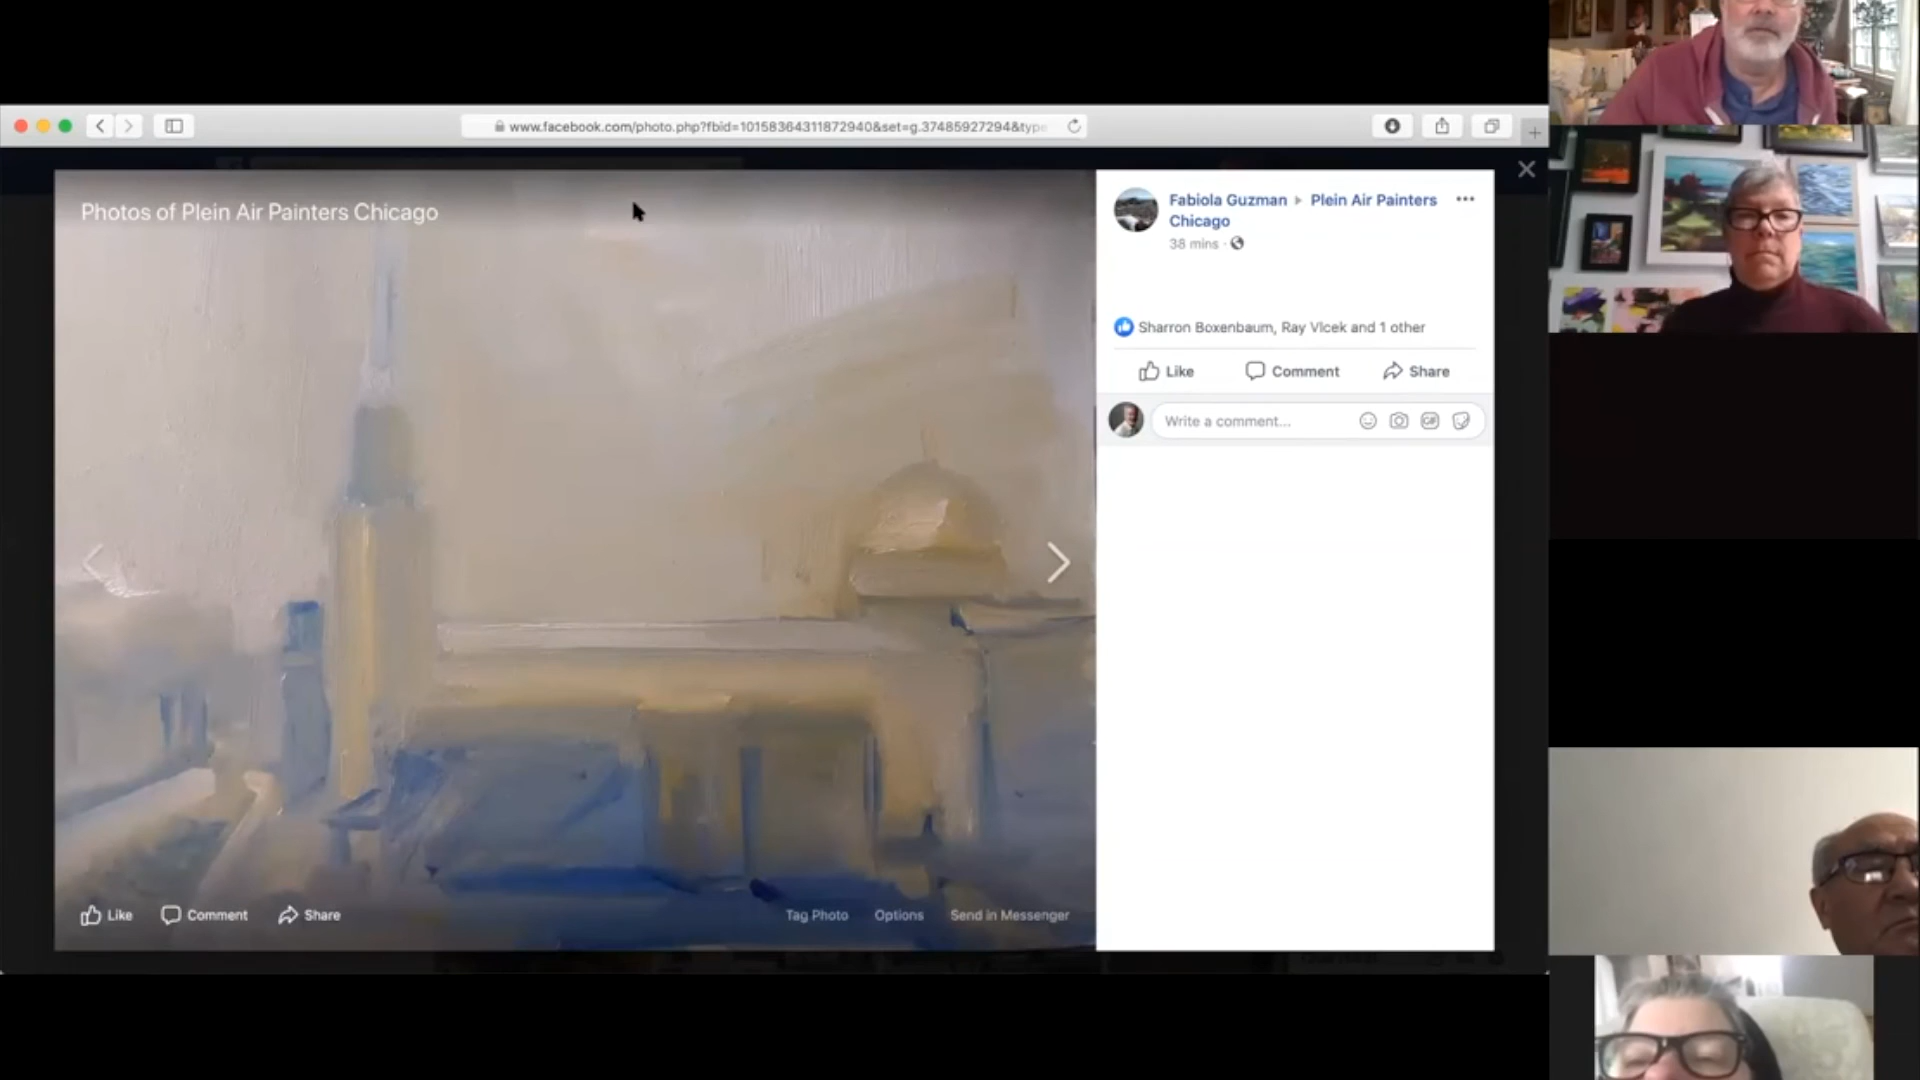 www.facebook.com/photo.php?fbid=10158364311872940&set=g.37485927294&type
Photos of Plein Air Painters Chicago
Fabiola Guzman ▸ Plein Air Painters
Chicago
38 mins ·
Sharron Boxenbaum, Ray Vlcek and 1 other
Like Comment Share
Write a comment...
GIF
Like Comment Share Tag Photo Options Send in Messenger